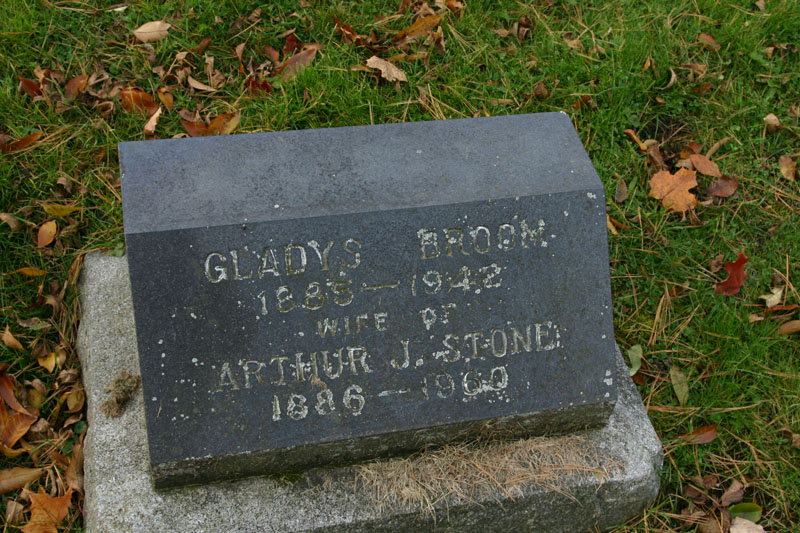 GLADYS BROOM
1885 — 1942
WIFE OF
ARTHUR J. STONE
1886 — 1960